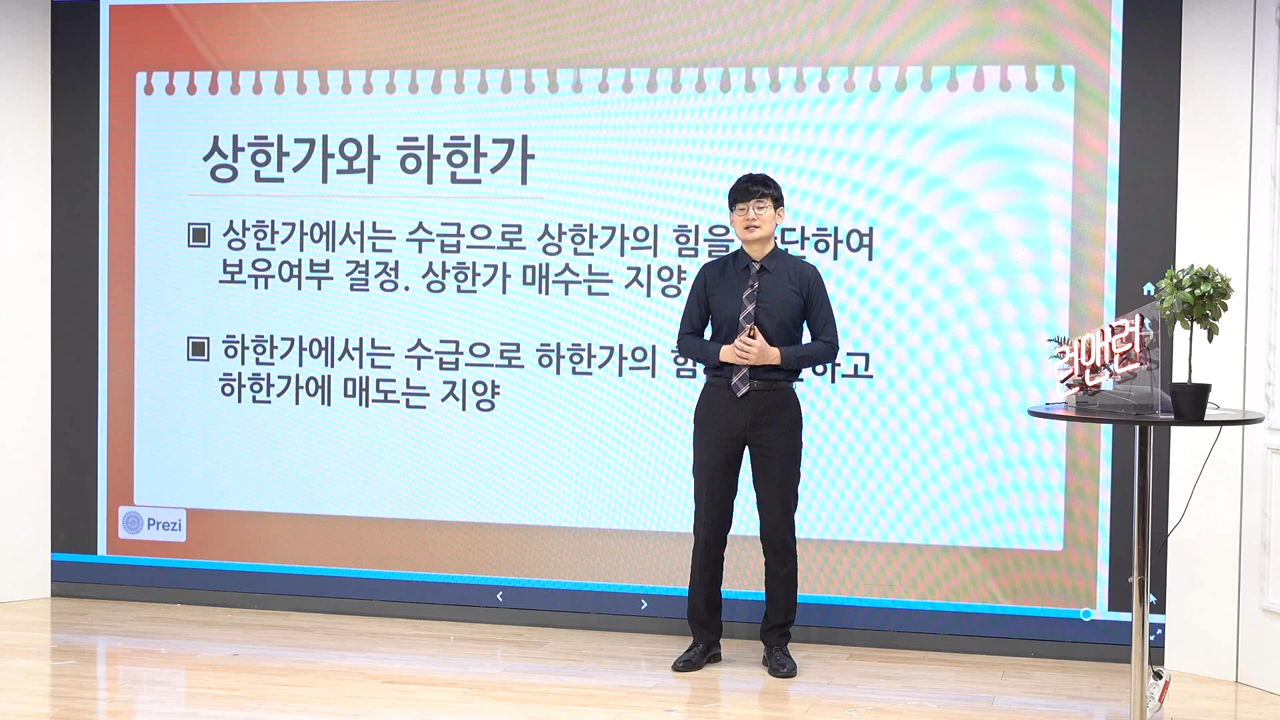 상한가와 하한가
▣ 상한가에서는 수급으로 상한가의 힘을 단하여
보유여부 결정. 상한가 매수는 지양
▣ 하한가에서는 수급으로 하한가의 하고
하한가에 매도는 지양
Prezi
겟매런